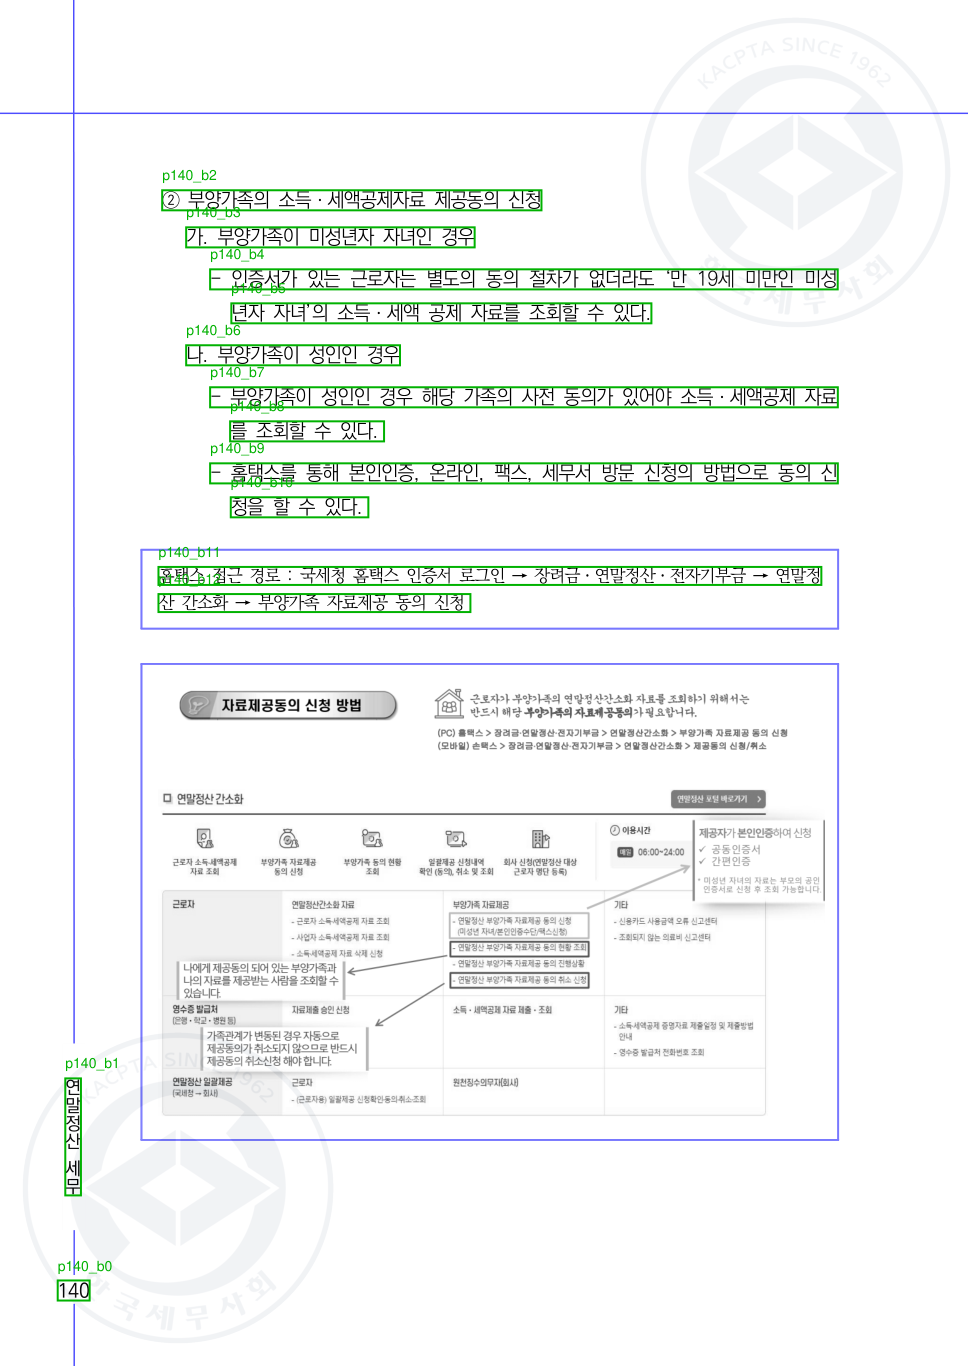 KACPTA SINCE 1962
한국세무사회
p140_b2
② 부양가족의 소득 · 세액공제자료 제공동의 신청
p140_b3
가. 부양가족이 미성년자 자녀인 경우
p140_b4
- 인증서가 있는 근로자는 별도의 동의 절차가 없더라도 ‘만 19세 미만인 미성
p140_b5
년자 자녀’의 소득 · 세액 공제 자료를 조회할 수 있다.
p140_b6
나. 부양가족이 성인인 경우
p140_b7
- 부양가족이 성인인 경우 해당 가족의 사전 동의가 있어야 소득 · 세액공제 자료
p140_b8
를 조회할 수 있다.
p140_b9
- 홈택스를 통해 본인인증, 온라인, 팩스, 세무서 방문 신청의 방법으로 동의 신
p140_b10
청을 할 수 있다.
p140_b11
홈택스 접근 경로 : 국세청 홈택스 인증서 로그인 → 장려금 · 연말정산 · 전자기부금 → 연말정
p140_b12
산 간소화 → 부양가족 자료제공 동의 신청
자료제공동의 신청 방법
근로자가 부양가족의 연말정산간소화 자료를 조회하기 위해서는
반드시 해당 부양가족의 자료제공동의가 필요합니다.
(PC) 홈택스 > 장려금·연말정산·전자기부금 > 연말정산간소화 > 부양가족 자료제공 동의 신청
(모바일) 손택스 > 장려금·연말정산·전자기부금 > 연말정산간소화 > 제공동의 신청/취소
연말정산 간소화
연말정산 포털 바로가기 >
근로자 소득·세액공제 자료 조회
부양가족 자료제공 동의 신청
부양가족 동의 현황 조회
일괄제공 신청내역 확인 (동의), 취소 및 조회
회사 신청(연말정산 대상 근로자 명단 등록)
이용시간
매일 06:00~24:00
제공자가 본인인증하여 신청
✓ 공동인증서
✓ 간편인증
* 미성년 자녀의 자료는 부모의 공인
인증서로 신청 후 조회 가능합니다.
근로자
연말정산간소화 자료
- 근로자 소득·세액공제 자료 조회
- 사업자 소득·세액공제 자료 조회
- 소득·세액공제 자료 삭제 신청
부양가족 자료제공
- 연말정산 부양가족 자료제공 동의 신청
(미성년 자녀/본인인증수단/팩스신청)
- 연말정산 부양가족 자료제공 동의 현황 조회
- 연말정산 부양가족 자료제공 동의 진행상황
- 연말정산 부양가족 자료제공 동의 취소 신청
기타
- 신용카드 사용금액 오류 신고센터
- 조회되지 않는 의료비 신고센터
나에게 제공동의 되어 있는 부양가족과
나의 자료를 제공받는 사람을 조회할 수
있습니다.
영수증 발급처
(은행 · 학교 · 병원 등)
자료제출 승인 신청
소득 · 세액공제 자료 제출 · 조회
기타
- 소득·세액공제 증명자료 제출일정 및 제출방법
안내
- 영수증 발급처 전화번호 조회
가족관계가 변동된 경우 자동으로
제공동의가 취소되지 않으므로 반드시
제공동의 취소신청 해야 합니다.
연말정산 일괄제공
(국세청 → 회사)
근로자
- (근로자용) 일괄제공 신청확인·동의·취소·조회
원천징수의무자(회사)
p140_b1
연말정산 세무
KACPTA SINCE 1962
한국세무사회
p140_b0
140